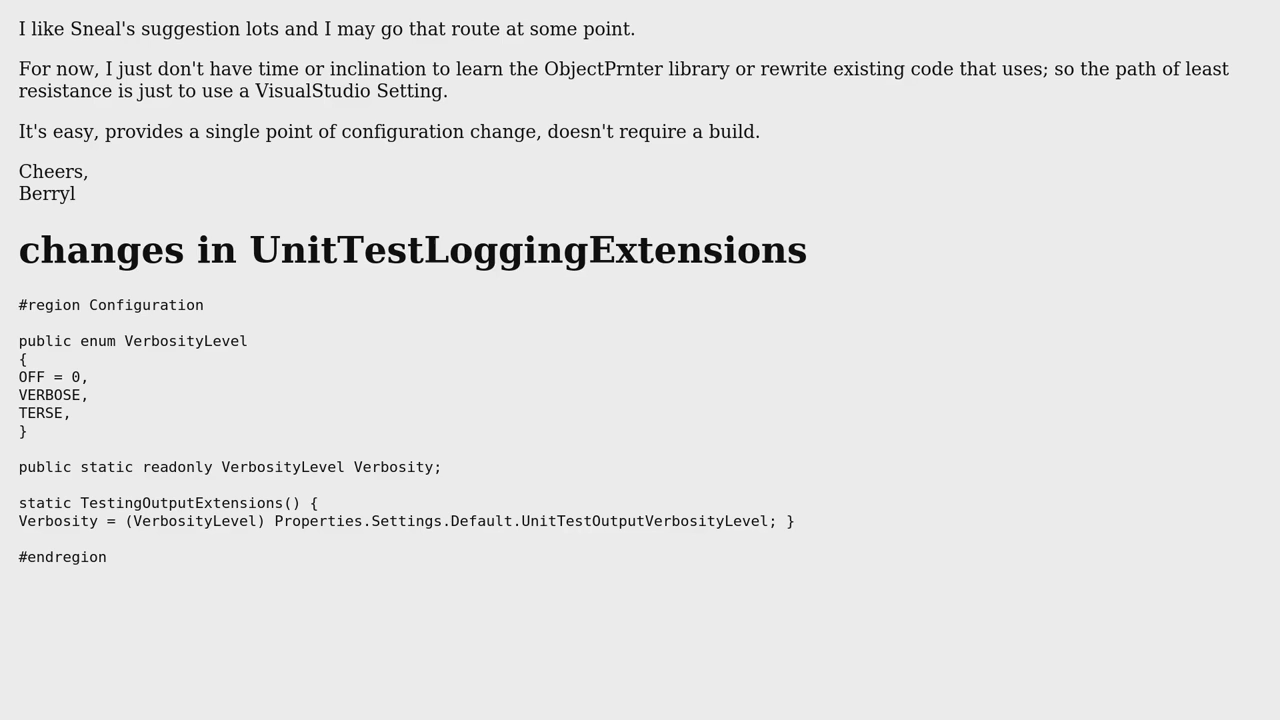 I like Sneal's suggestion lots and I may go that route at some point.
For now, I just don't have time or inclination to learn the ObjectPrnter library or rewrite existing code that uses; so the path of least
resistance is just to use a VisualStudio Setting.
It's easy, provides a single point of configuration change, doesn't require a build.
Cheers,
Berryl
changes in UnitTestLoggingExtensions
#region Configuration
public enum VerbosityLevel
{
OFF = 0,
VERBOSE,
TERSE,
}
public static readonly VerbosityLevel Verbosity;
static TestingOutputExtensions() {
Verbosity = (VerbosityLevel) Properties.Settings.Default.UnitTestOutputVerbosityLevel; }
#endregion